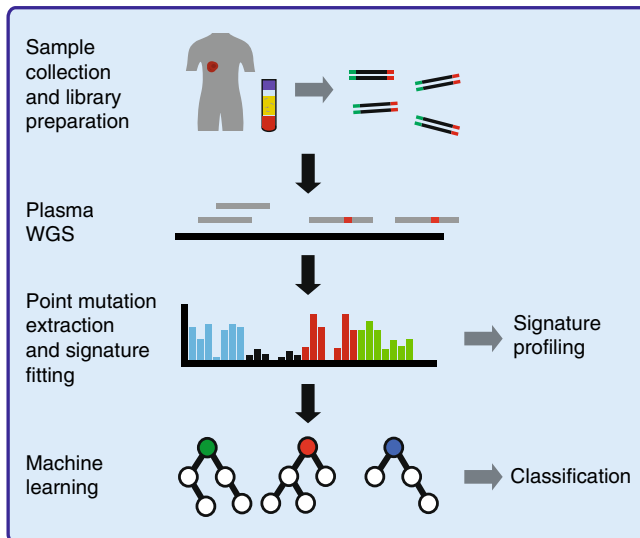 Sample
collection
and library
preparation
Plasma
WGS
Point mutation
extraction
and signature
fitting
Signature
profiling
Machine
learning
Classification